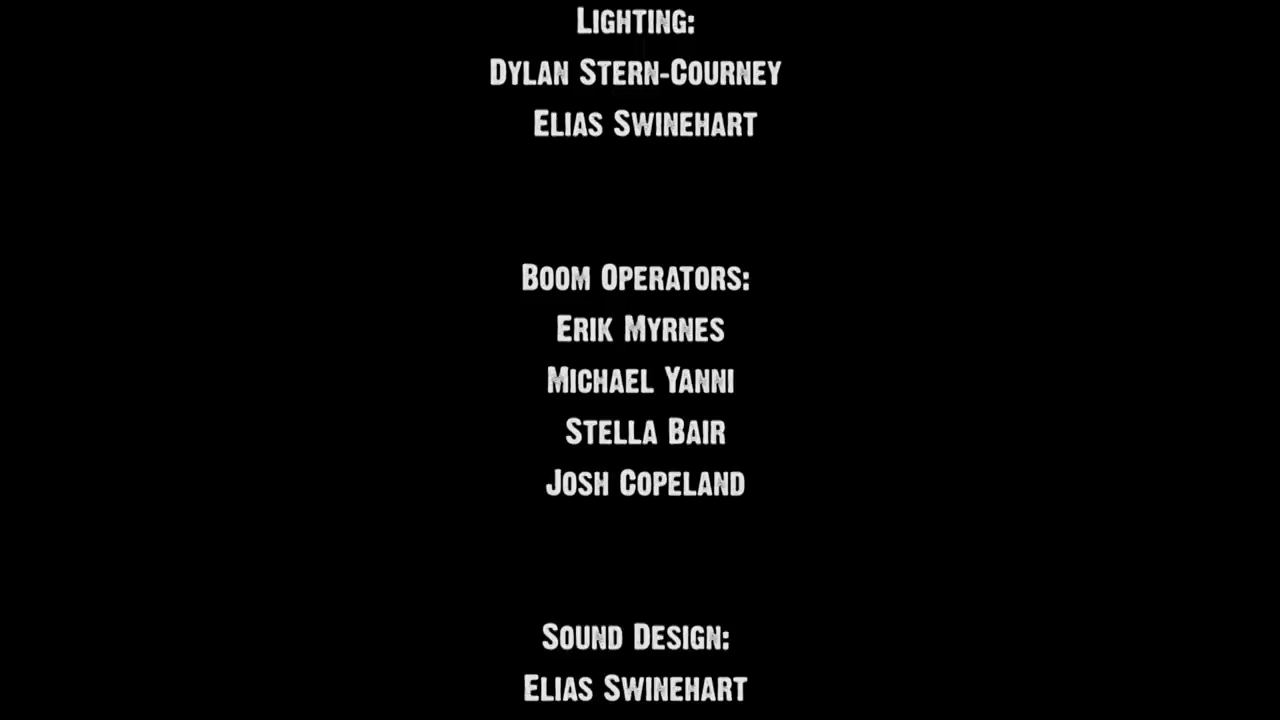 Lighting:
Dylan Stern-Courney
Elias Swinehart
Boom Operators:
Erik Myrnes
Michael Yanni
Stella Bair
Josh Copeland
Sound Design:
Elias Swinehart